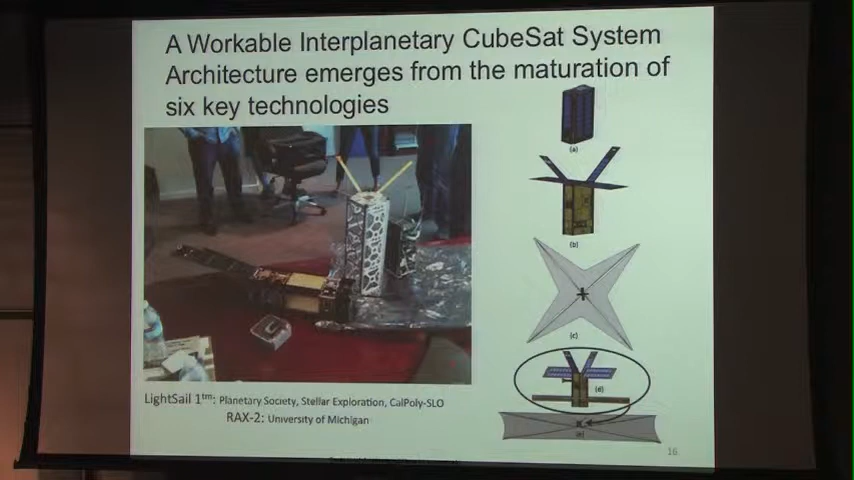 A Workable Interplanetary CubeSat System
Architecture emerges from the maturation of
six key technologies
(a)
(b)
(c)
(d)
(e)
LightSail 1™: Planetary Society, Stellar Exploration, CalPoly-SLO
RAX-2: University of Michigan
16